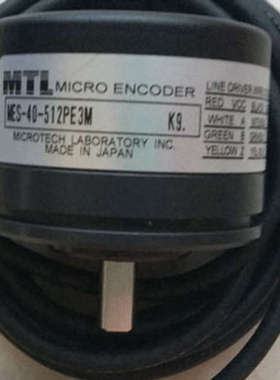 MTL MICRO ENCODER
MES-40-512PE3M K9.
MICROTECH LABORATORY INC.
MADE IN JAPAN
LINE DRIVER
RED VCC
WHITE A
GREEN B
YELLOW Z